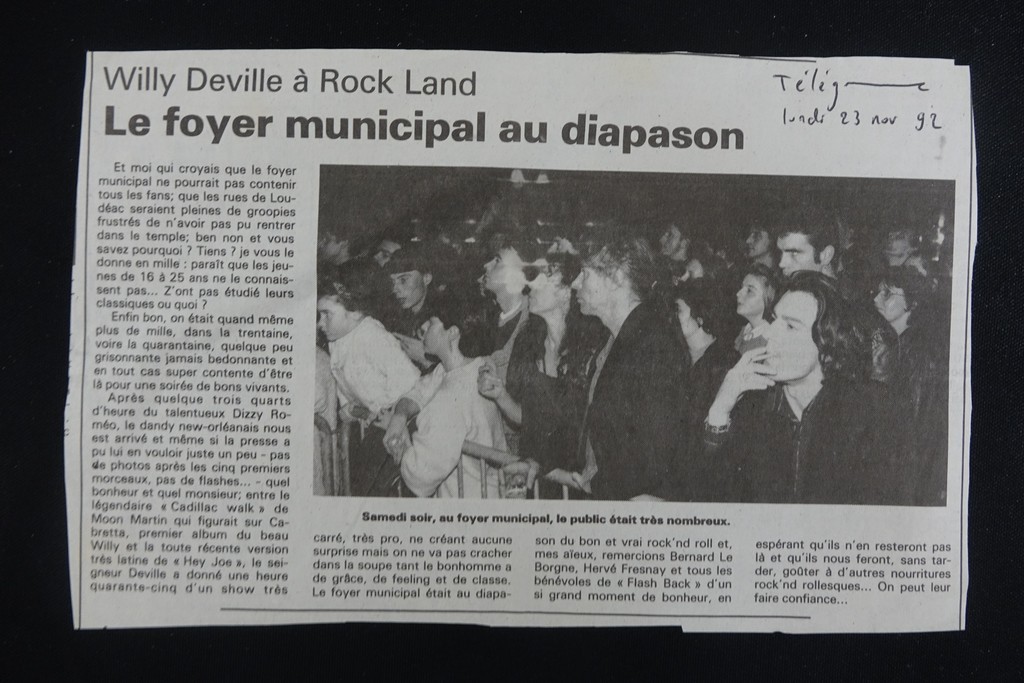 Willy Deville à Rock Land
Le foyer municipal au diapason
Télég
lundi 23 nov 92
Et moi qui croyais que le foyer
municipal ne pourrait pas contenir
tous les fans; que les rues de Lou-
déac seraient pleines de groopies
frustrés de n'avoir pas pu rentrer
dans le temple; ben non et vous
savez pourquoi ? Tiens ? je vous le
donne en mille : paraît que les jeu-
nes de 16 à 25 ans ne le connais-
sent pas... Z'ont pas étudié leurs
classiques ou quoi ?
Enfin bon, on était quand même
plus de mille, dans la trentaine,
voire la quarantaine, quelque peu
grisonnante jamais bedonnante et
en tout cas super contente d'être
là pour une soirée de bons vivants.
Après quelque trois quarts
d'heure du talentueux Dizzy Ro-
méo, le dandy new-orléanais nous
est arrivé et même si la presse a
pu lui en vouloir juste un peu - pas
de photos après les cinq premiers
morceaux, pas de flashes... - quel
bonheur et quel monsieur; entre le
légendaire « Cadillac walk » de
Moon Martin qui figurait sur Ca-
bretta, premier album du beau
Willy et la toute récente version
très latine de « Hey Joe », le sei-
gneur Deville a donné une heure
quarante-cinq d'un show très
Samedi soir, au foyer municipal, le public était très nombreux.
carré, très pro, ne créant aucune
surprise mais on ne va pas cracher
dans la soupe tant le bonhomme a
de grâce, de feeling et de classe.
Le foyer municipal était au diapa-
son du bon et vrai rock'nd roll et,
mes aïeux, remercions Bernard Le
Borgne, Hervé Fresnay et tous les
bénévoles de « Flash Back » d'un
si grand moment de bonheur, en
espérant qu'ils n'en resteront pas
là et qu'ils nous feront, sans tar-
der, goûter à d'autres nourritures
rock'nd rollesques... On peut leur
faire confiance...